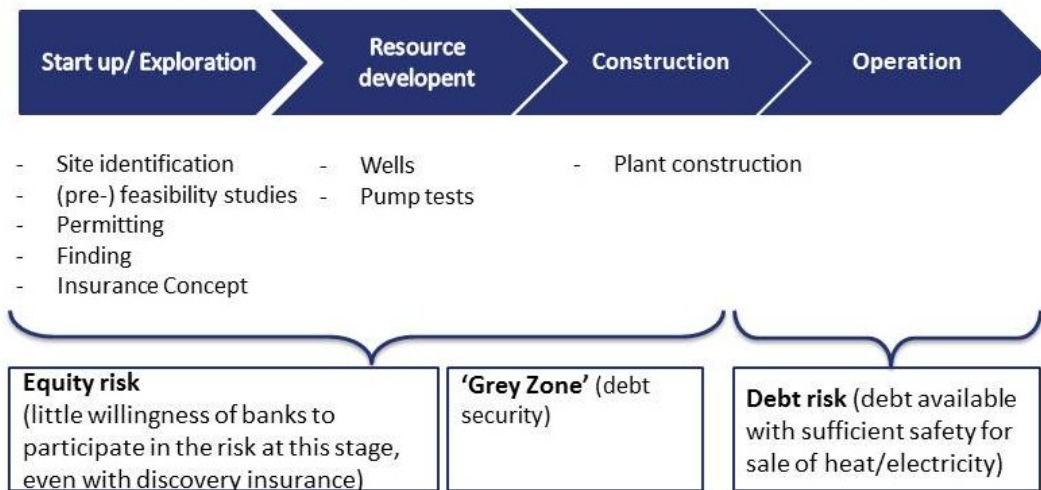 Start up/ Exploration
Resource
developent
Construction
Operation
- Site identification
- (pre-) feasibility studies
- Permitting
- Finding
- Insurance Concept
- Wells
- Pump tests
- Plant construction
Equity risk
(little willingness of banks to
participate in the risk at this stage,
even with discovery insurance)
‘Grey Zone’ (debt
security)
Debt risk (debt available
with sufficient safety for
sale of heat/electricity)